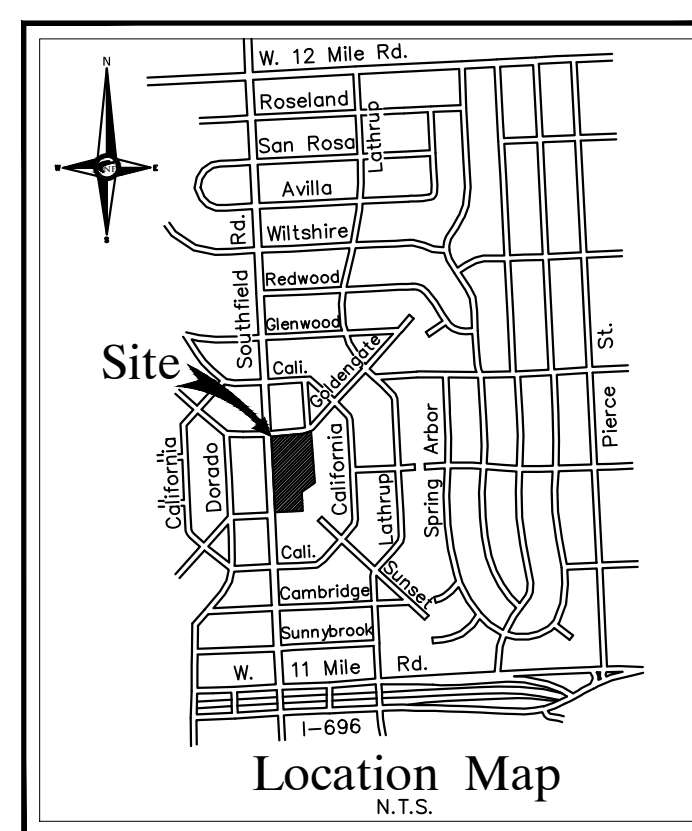 W. 12 Mile Rd.
N
Roseland
Lathrup
San Rosa
W
E
Avilla
S
Rd.
Wiltshire
Redwood
Southfield
Glenwood
St.
Site
Cali.
Goldengate
Pierce
California
Dorado
California
Lathrup
Spring Arbor
Cali.
Sunset
Cambridge
Sunnybrook
W. 11 Mile Rd.
I-696
Location Map
N.T.S.